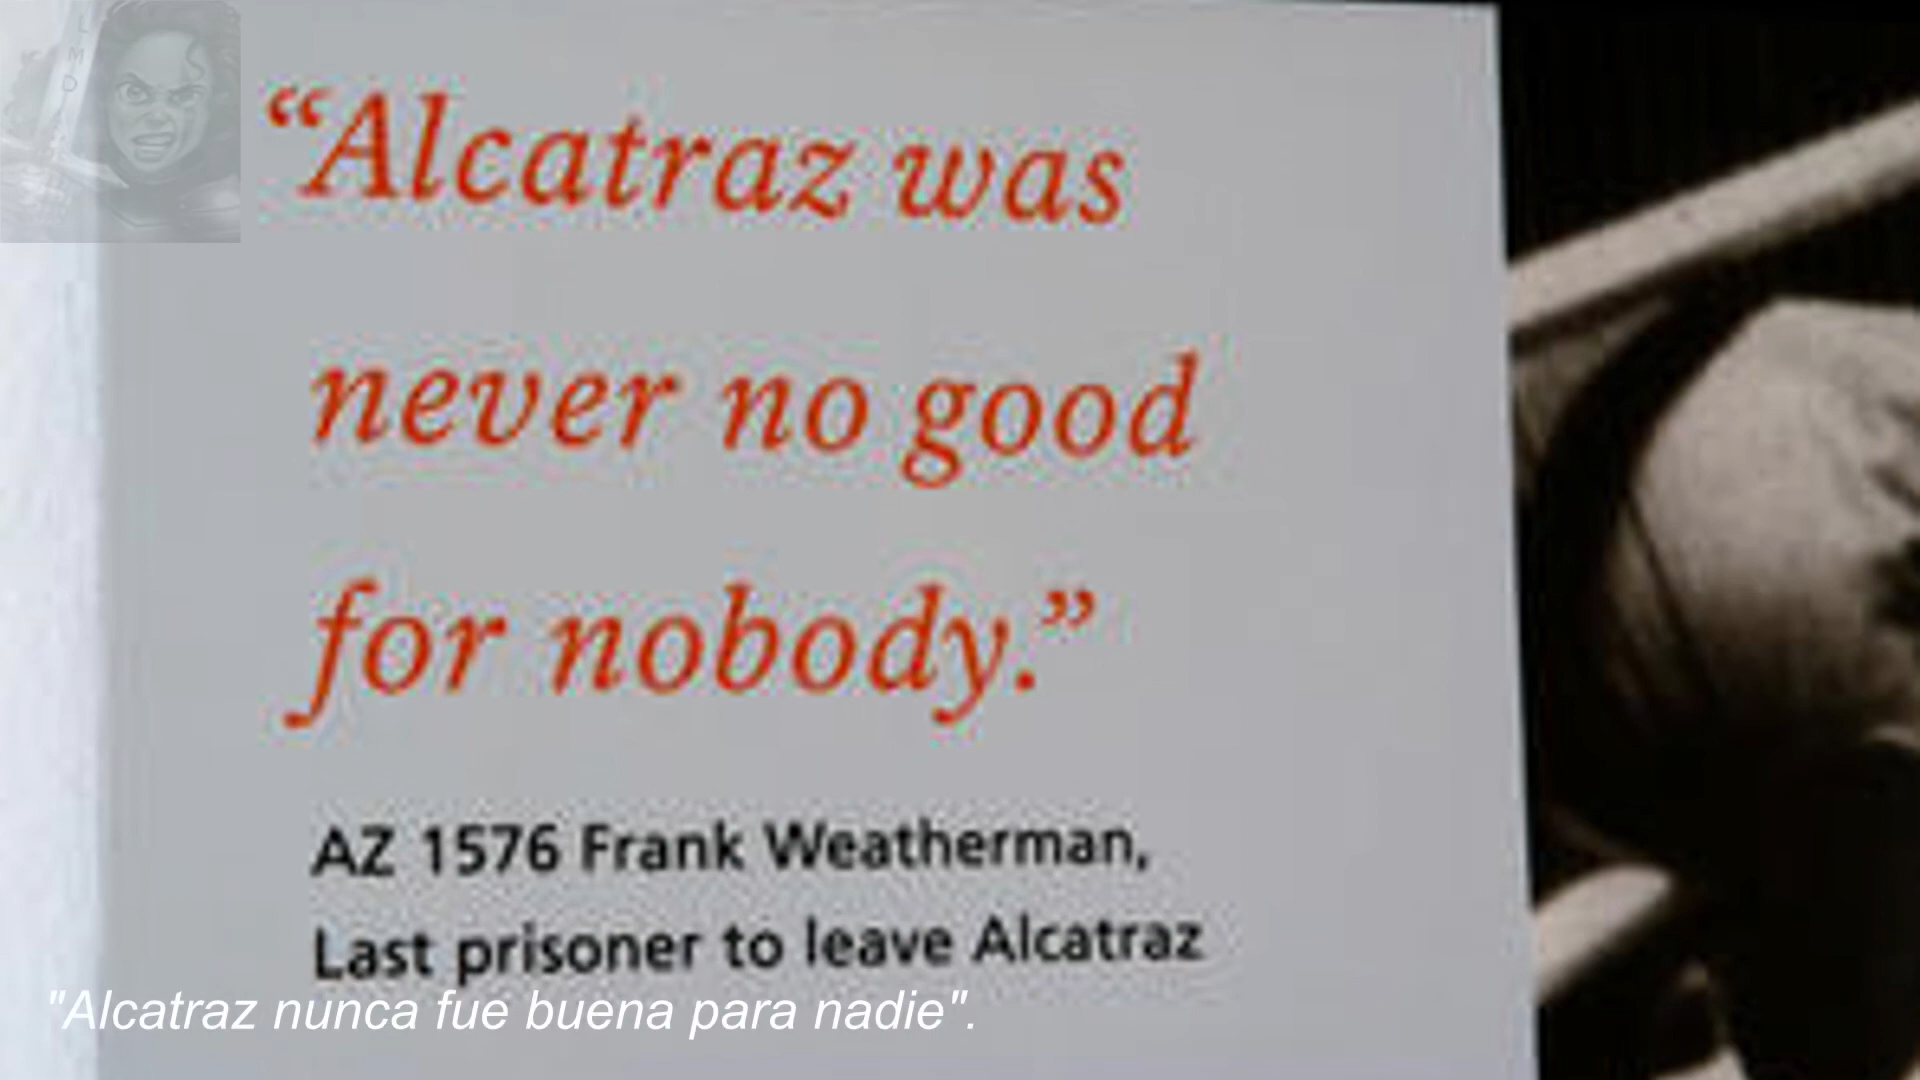 “Alcatraz was
never no good
for nobody.”
AZ 1576 Frank Weatherman,
Last prisoner to leave Alcatraz
"Alcatraz nunca fue buena para nadie".